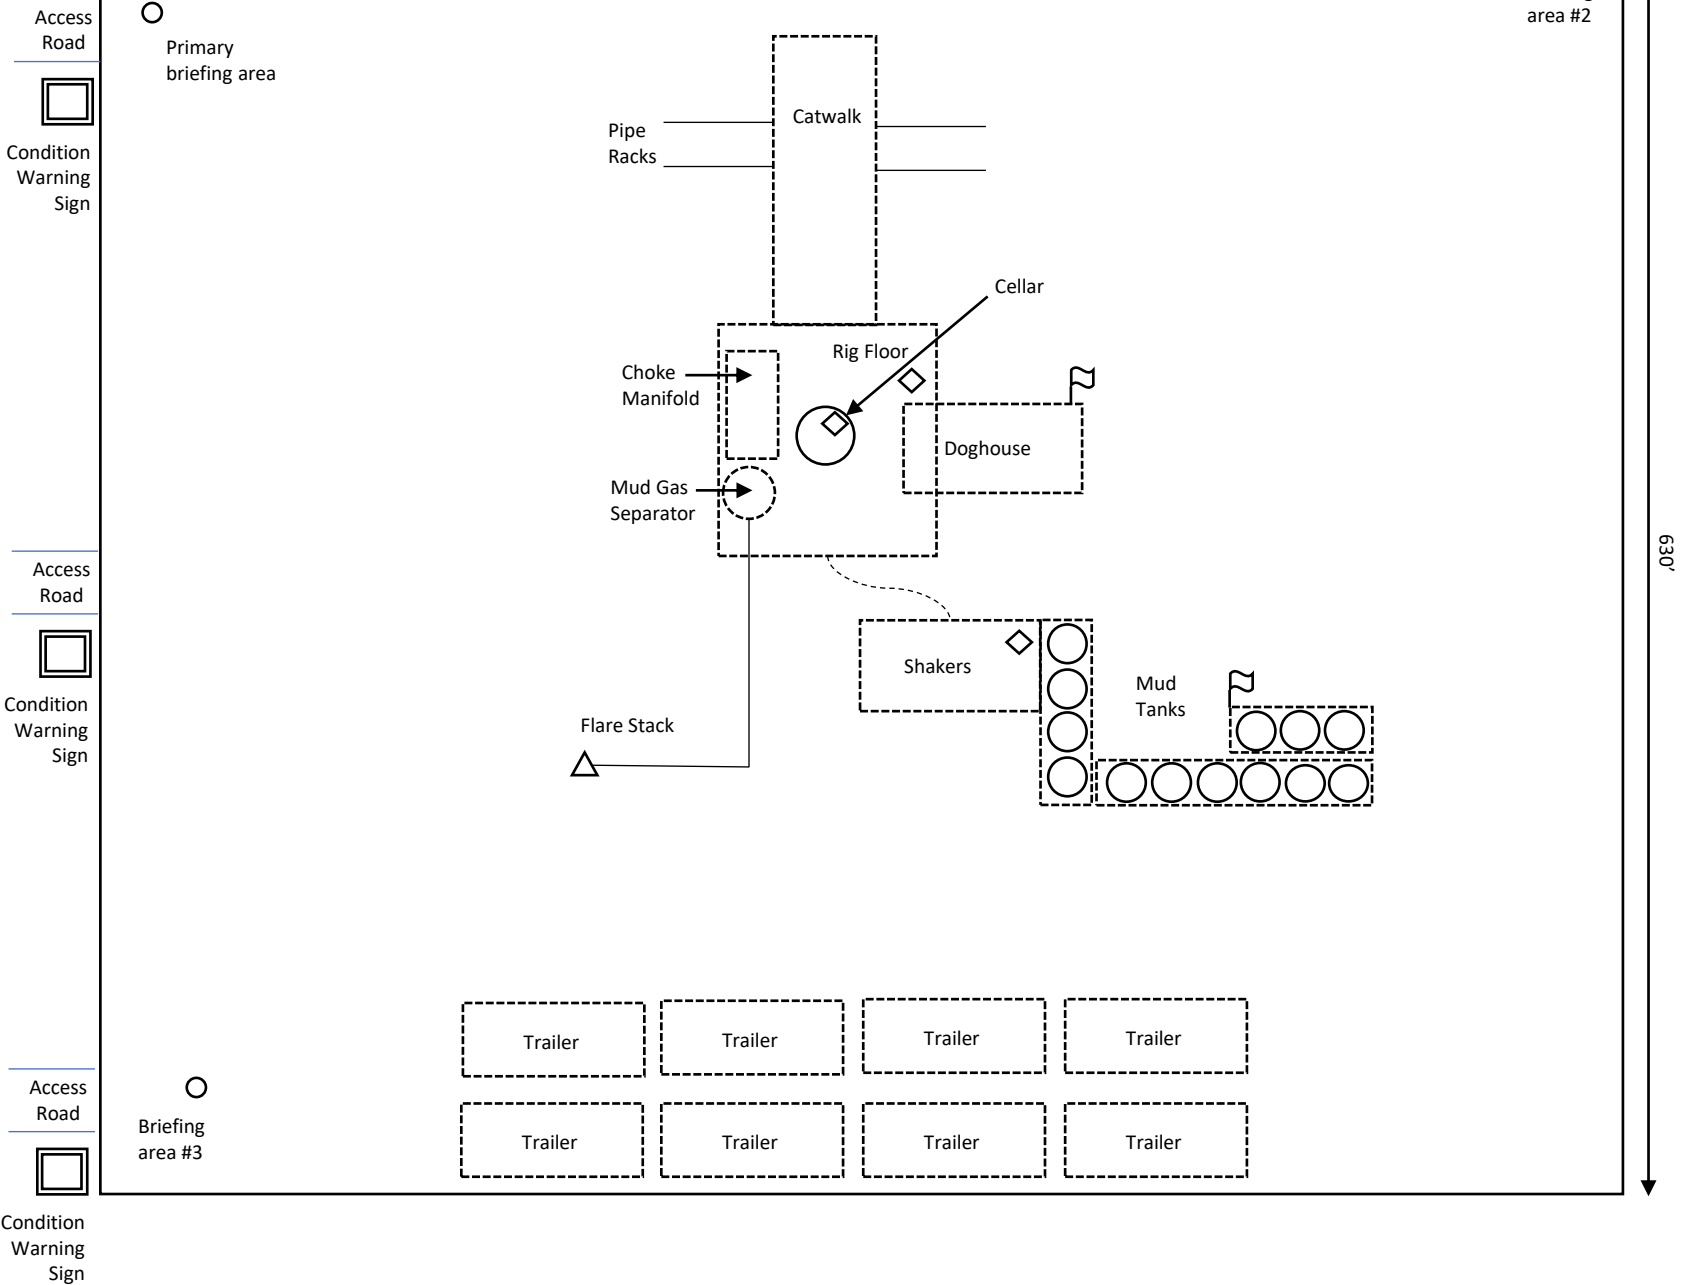 Access
Road
area #2
Primary
briefing area
Catwalk
Pipe
Racks
Condition
Warning
Sign
Cellar
Rig Floor
Choke
Manifold
Doghouse
Mud Gas
Separator
630'
Access
Road
Shakers
Mud
Tanks
Condition
Warning
Sign
Flare Stack
Trailer
Trailer
Trailer
Trailer
Access
Road
Briefing
area #3
Trailer
Trailer
Trailer
Trailer
Condition
Warning
Sign